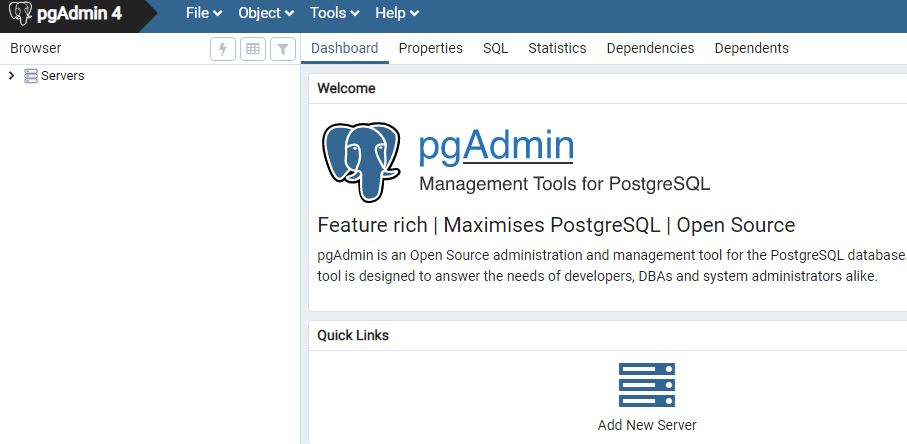 pgAdmin 4 File Object Tools Help
Browser Dashboard Properties SQL Statistics Dependencies Dependents
Servers
Welcome
pgAdmin
Management Tools for PostgreSQL
Feature rich | Maximises PostgreSQL | Open Source
pgAdmin is an Open Source administration and management tool for the PostgreSQL database.
tool is designed to answer the needs of developers, DBAs and system administrators alike.
Quick Links
Add New Server